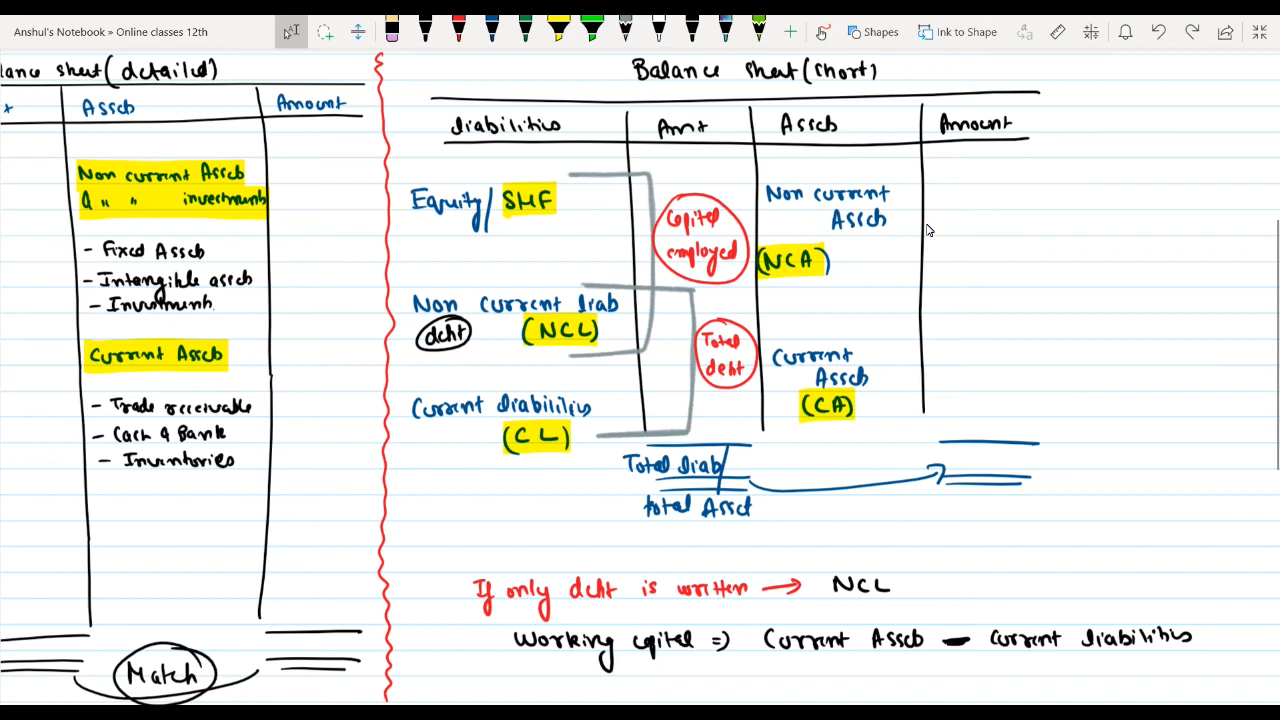 Anshul's Notebook » Online classes 12th
Shapes
Ink to Shape
lance sheet (detailed)
Assets
Amount
Non current Assets
& " " investments
- Fixed Assets
- Intangible assets
- Investments
Current Assets
- Trade receivable
- Cash & Bank
- Inventories
Match
Balance sheet (short)
Liabilities
Amt
Assets
Amount
Equity/ SHF
Capital
employed
Non current
Assets
(NCA)
Non current liab
debt
(NCL)
Total
debt
Current
Assets
(CA)
Current liabilities
(CL)
Total liab/
total Asset
If only debt is written → NCL
Working capital ⇒ Current Assets - Current liabilities